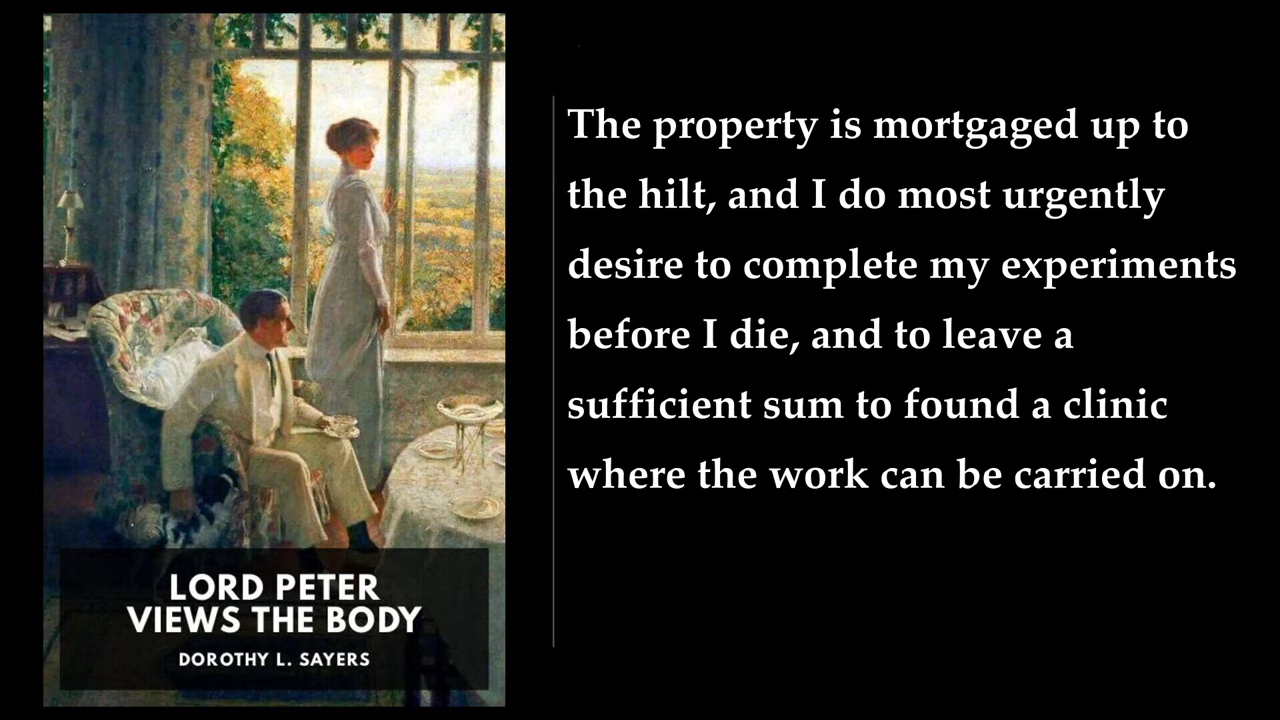 LORD PETER
VIEWS THE BODY
DOROTHY L. SAYERS
The property is mortgaged up to
the hilt, and I do most urgently
desire to complete my experiments
before I die, and to leave a
sufficient sum to found a clinic
where the work can be carried on.